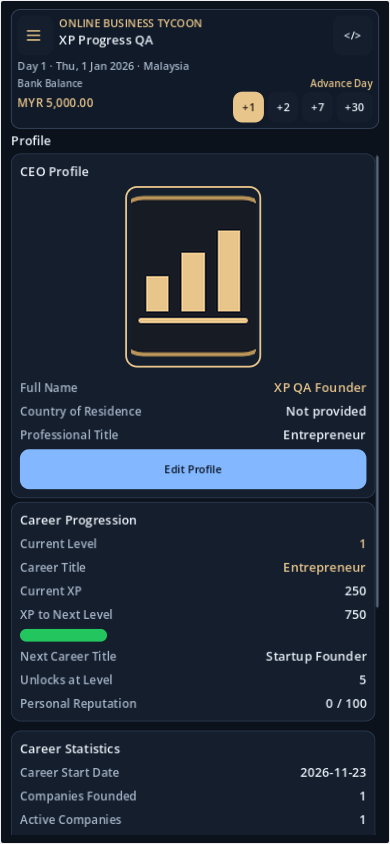 ONLINE BUSINESS TYCOON
XP Progress QA
</>
Day 1 · Thu, 1 Jan 2026 · Malaysia
Bank Balance Advance Day
MYR 5,000.00 +1 +2 +7 +30
Profile
CEO Profile
Full Name XP QA Founder
Country of Residence Not provided
Professional Title Entrepreneur
Edit Profile
Career Progression
Current Level 1
Career Title Entrepreneur
Current XP 250
XP to Next Level 750
Next Career Title Startup Founder
Unlocks at Level 5
Personal Reputation 0 / 100
Career Statistics
Career Start Date 2026-11-23
Companies Founded 1
Active Companies 1